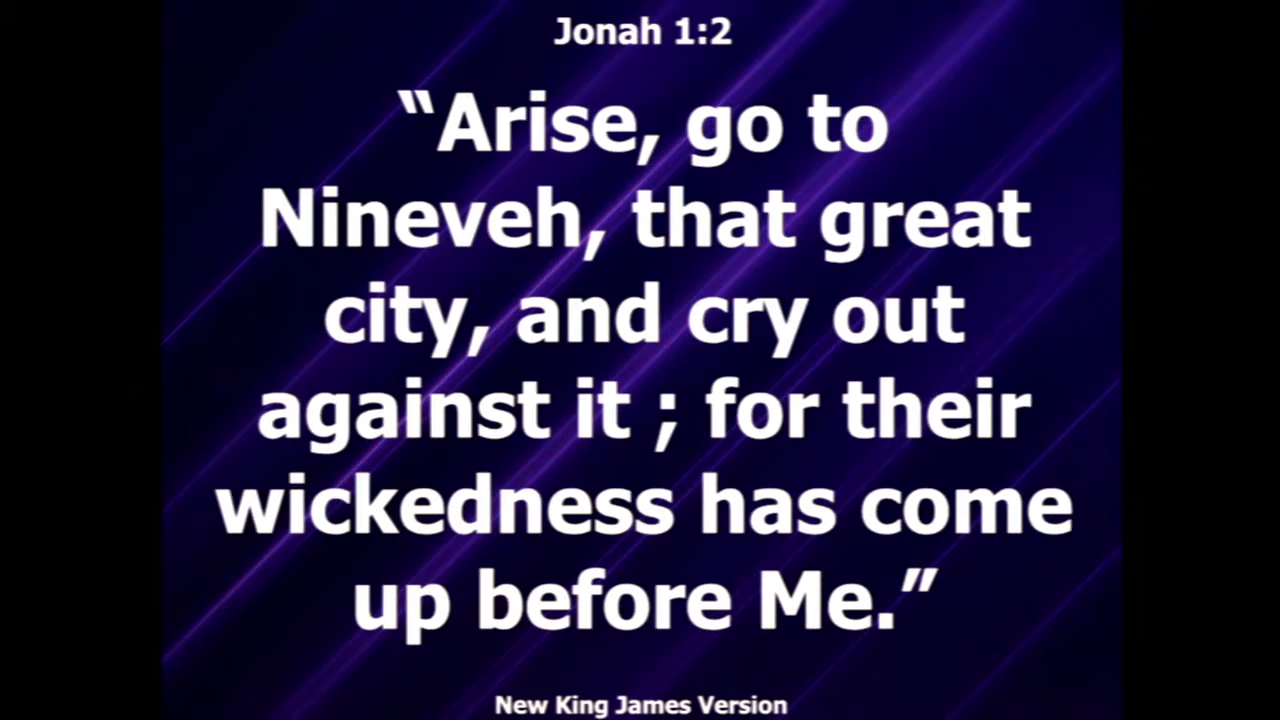 Jonah 1:2
“Arise, go to
Nineveh, that great
city, and cry out
against it ; for their
wickedness has come
up before Me.”
New King James Version